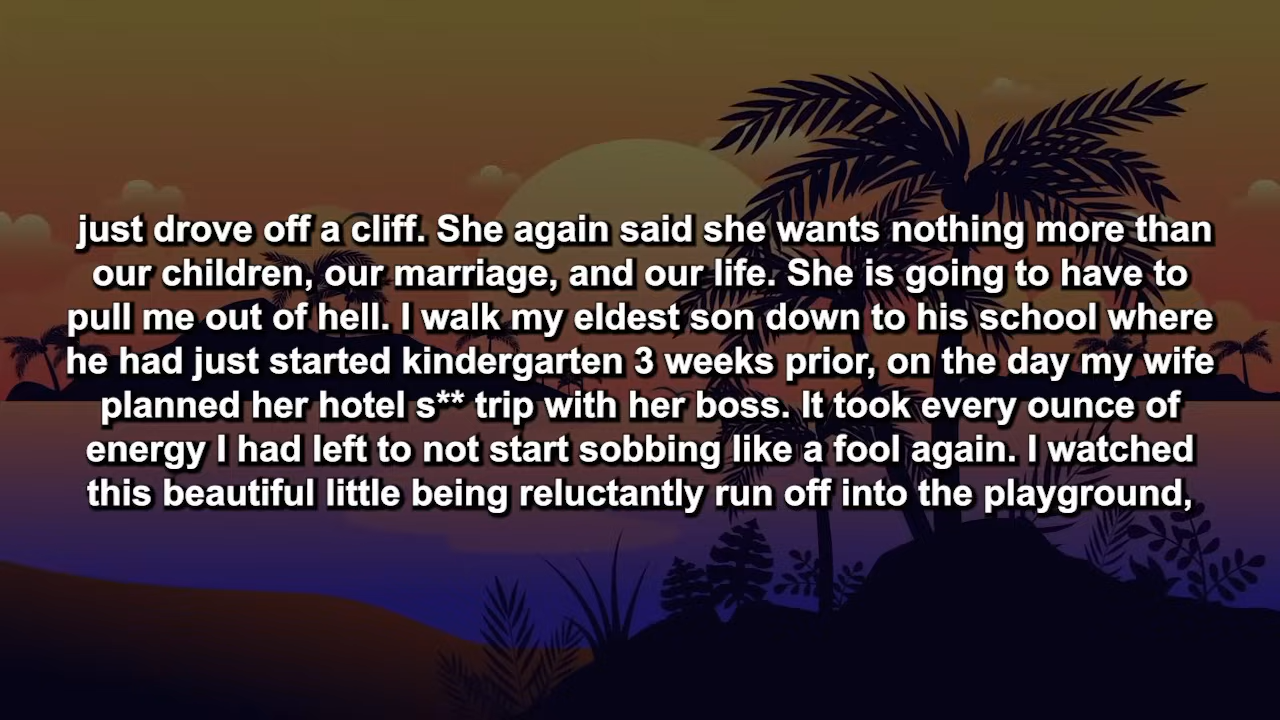 just drove off a cliff. She again said she wants nothing more than
our children, our marriage, and our life. She is going to have to
pull me out of hell. I walk my eldest son down to his school where
he had just started kindergarten 3 weeks prior, on the day my wife
planned her hotel s** trip with her boss. It took every ounce of
energy I had left to not start sobbing like a fool again. I watched
this beautiful little being reluctantly run off into the playground,